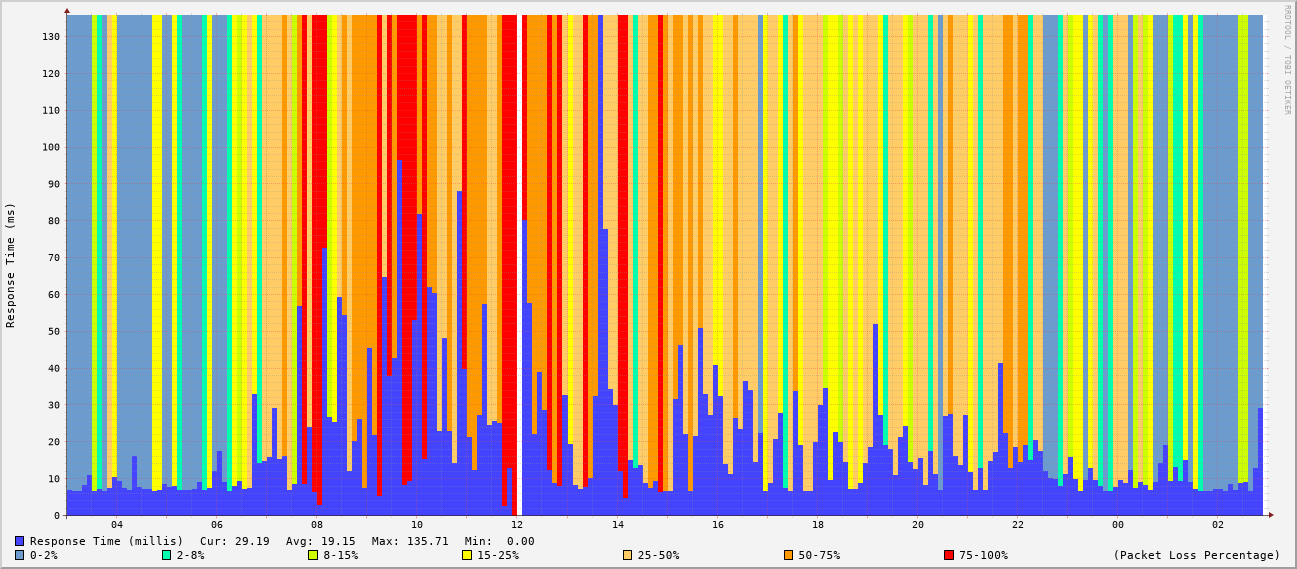 RRDTOOL / TOBI OETIKER
Response Time (ms)
130
120
110
100
90
80
70
60
50
40
30
20
10
0
04 06 08 10 12 14 16 18 20 22 00 02
Response Time (millis) Cur: 29.19 Avg: 19.15 Max: 135.71 Min: 0.00
0-2% 2-8% 8-15% 15-25% 25-50% 50-75% 75-100% (Packet Loss Percentage)